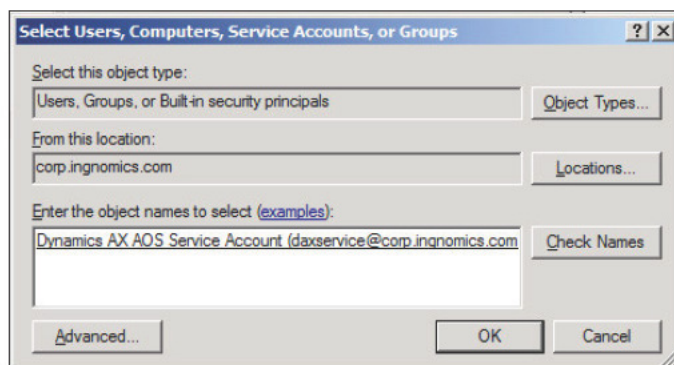 Select Users, Computers, Service Accounts, or Groups
Select this object type:
Users, Groups, or Built-in security principals
Object Types...
From this location:
corp.ingnomics.com
Locations...
Enter the object names to select (examples):
Dynamics AX AOS Service Account (daxservice@corp.ingnomics.com
Check Names
Advanced...
OK
Cancel